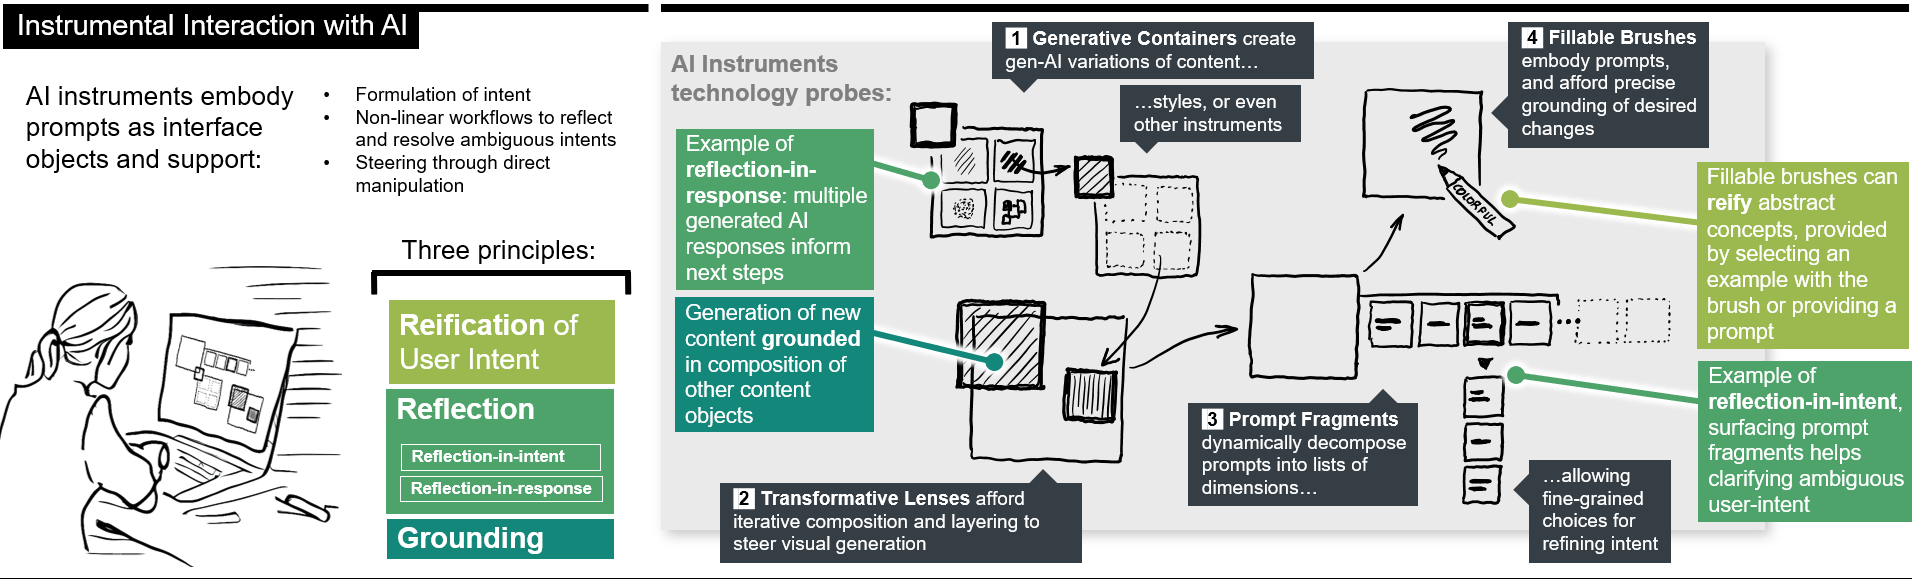 Instrumental Interaction with AI
AI instruments embody
prompts as interface
objects and support:
• Formulation of intent
• Non-linear workflows to reflect
and resolve ambiguous intents
• Steering through direct
manipulation
Three principles:
Reification of
User Intent
Reflection
Reflection-in-intent
Reflection-in-response
Grounding
AI Instruments
technology probes:
1 Generative Containers create
gen-AI variations of content…
…styles, or even
other instruments
Example of
reflection-in-
response: multiple
generated AI
responses inform
next steps
Generation of new
content grounded
in composition of
other content
objects
2 Transformative Lenses afford
iterative composition and layering to
steer visual generation
3 Prompt Fragments
dynamically decompose
prompts into lists of
dimensions…
…allowing
fine-grained
choices for
refining intent
4 Fillable Brushes
embody prompts,
and afford precise
grounding of desired
changes
COLORFUL
Fillable brushes can
reify abstract
concepts, provided
by selecting an
example with the
brush or providing a
prompt
Example of
reflection-in-intent,
surfacing prompt
fragments helps
clarifying ambiguous
user-intent